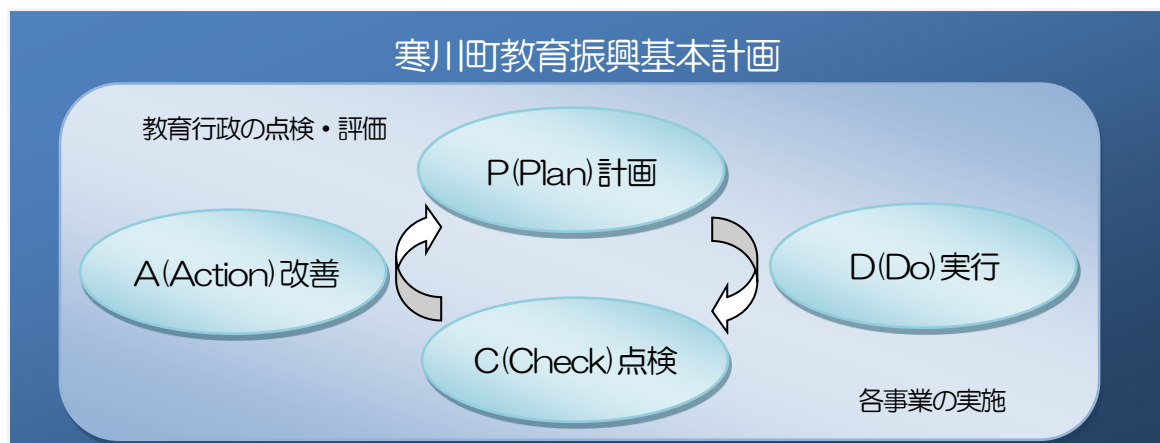 寒川町教育振興基本計画
教育行政の点検・評価
P(Plan)計画
A(Action)改善
D(Do)実行
C(Check)点検
各事業の実施